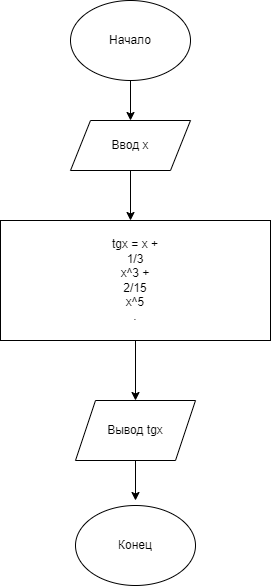 Начало
Ввод x
tgx = x +
1/3
x^3 +
2/15
x^5
.
Вывод tgx
Конец